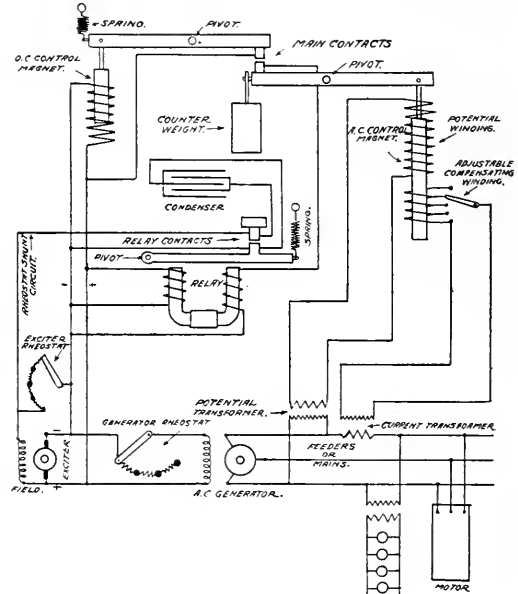 SPRING.
PIVOT.
MAIN CONTACTS
D.C CONTROL
MAGNET.
PIVOT.
COUNTER
WEIGHT.
A.C. CONTROL
MAGNET.
POTENTIAL
WINDING.
ADJUSTABLE
COMPENSATING
WINDING.
CONDENSER
RELAY CONTACTS
SPRING.
PIVOT
RHEOSTAT SHUNT
CIRCUIT.
RELAY
EXCITER
RHEOSTAT
POTENTIAL
TRANSFORMER.
GENERATOR RHEOSTAT
CURRENT TRANSFORMER
FEEDERS
OR
MAINS.
EXCITER
FIELD.
A.C GENERATOR.
MOTOR